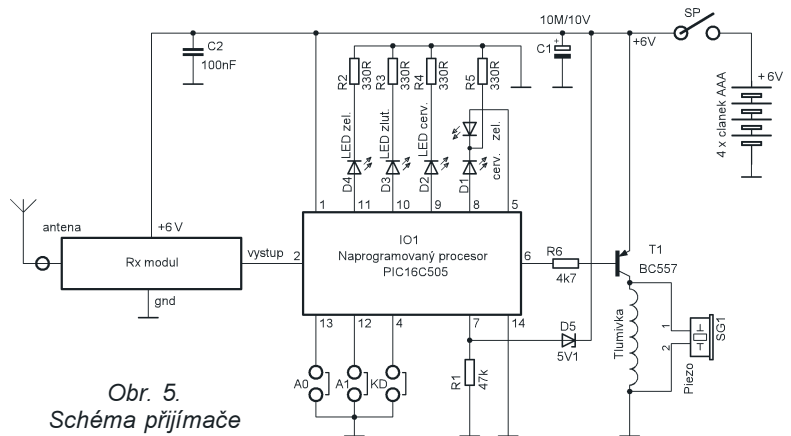 SP
10M/10V
+6V
C2
100nF
C1
+
R2
330R
R3
330R
R4
330R
R5
330R
+6V
4 x clanek AAA
LED zel.
LED zlut.
LED cerv.
zel.
cerv.
D4
D3
D2
D1
1
11
10
9
8
5
antena
+6V
Rx modul
vystup
gnd
2
IO1
Naprogramovaný procesor
PIC16C505
6
R6
4k7
T1
BC557
13
12
4
7
14
D5
5V1
A0
A1
KD
R1
47k
Tlumivka
1
2
SG1
Piezo
Obr. 5.
Schéma přijímače